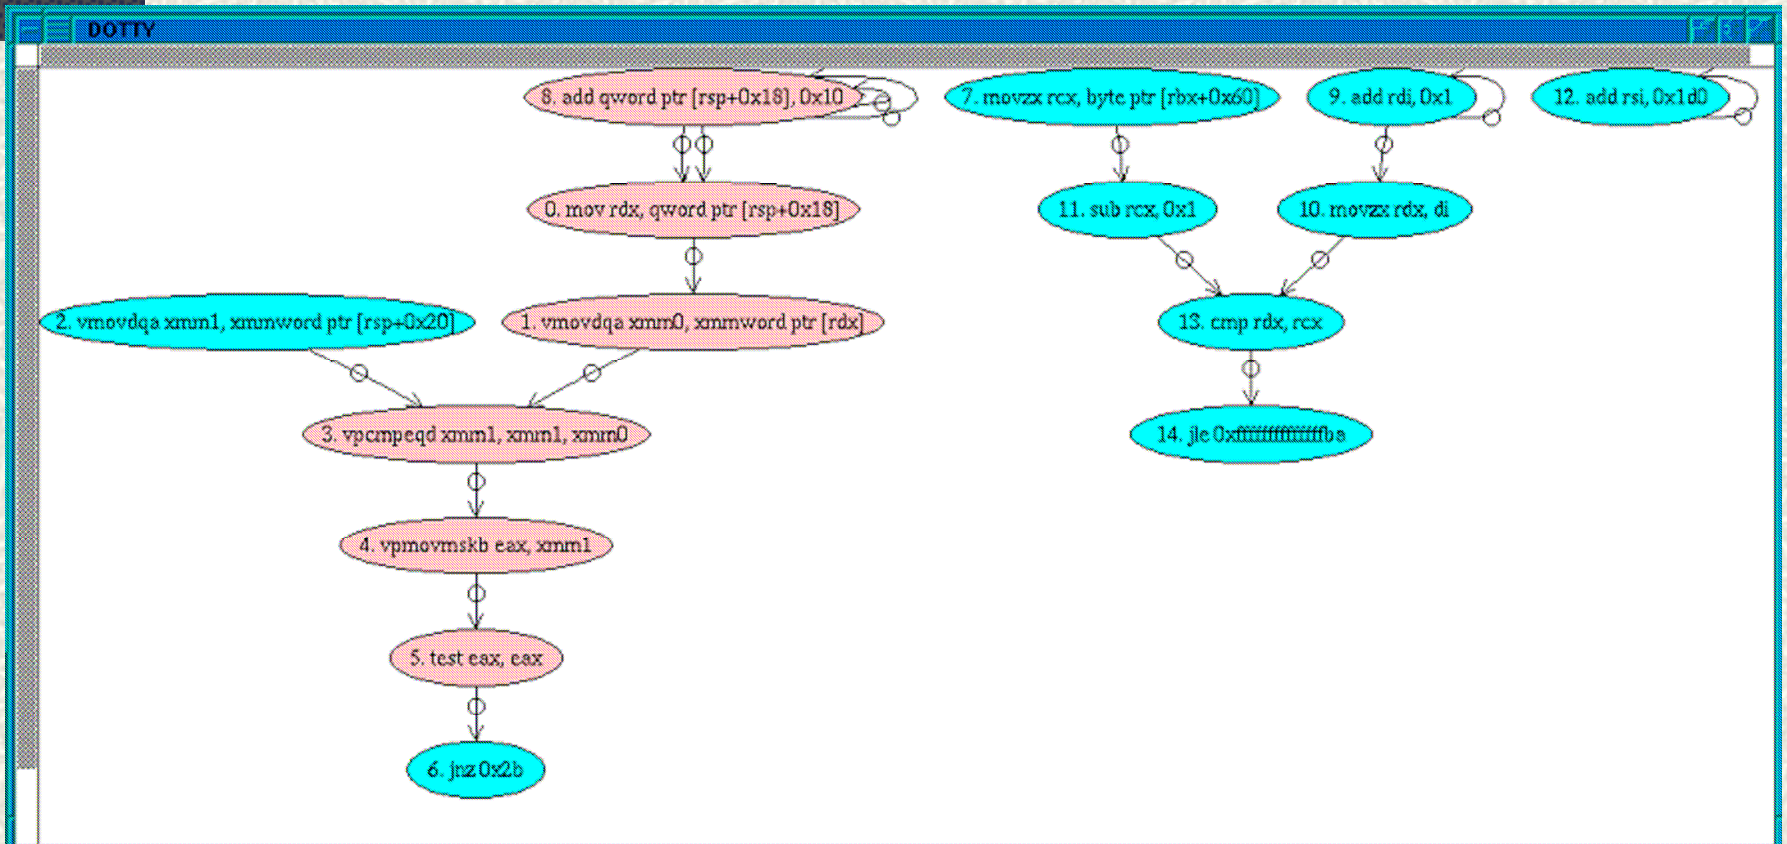 DOTTY
8. add qword ptr [rsp+0x18], 0x10
7. movzx rcx, byte ptr [rbx+0x60]
9. add rdi, 0x1
12. add rsi, 0x1d0
0. mov rdx, qword ptr [rsp+0x18]
11. sub rcx, 0x1
10. movzx rdx, di
2. vmovdqa xmm1, xmmword ptr [rsp+0x20]
1. vmovdqa xmm0, xmmword ptr [rdx]
13. cmp rdx, rcx
3. vpcmpeqd xmm1, xmm1, xmm0
14. jle 0xffffffffffffffba
4. vpmovmskb eax, xmm1
5. test eax, eax
6. jnz 0x2b